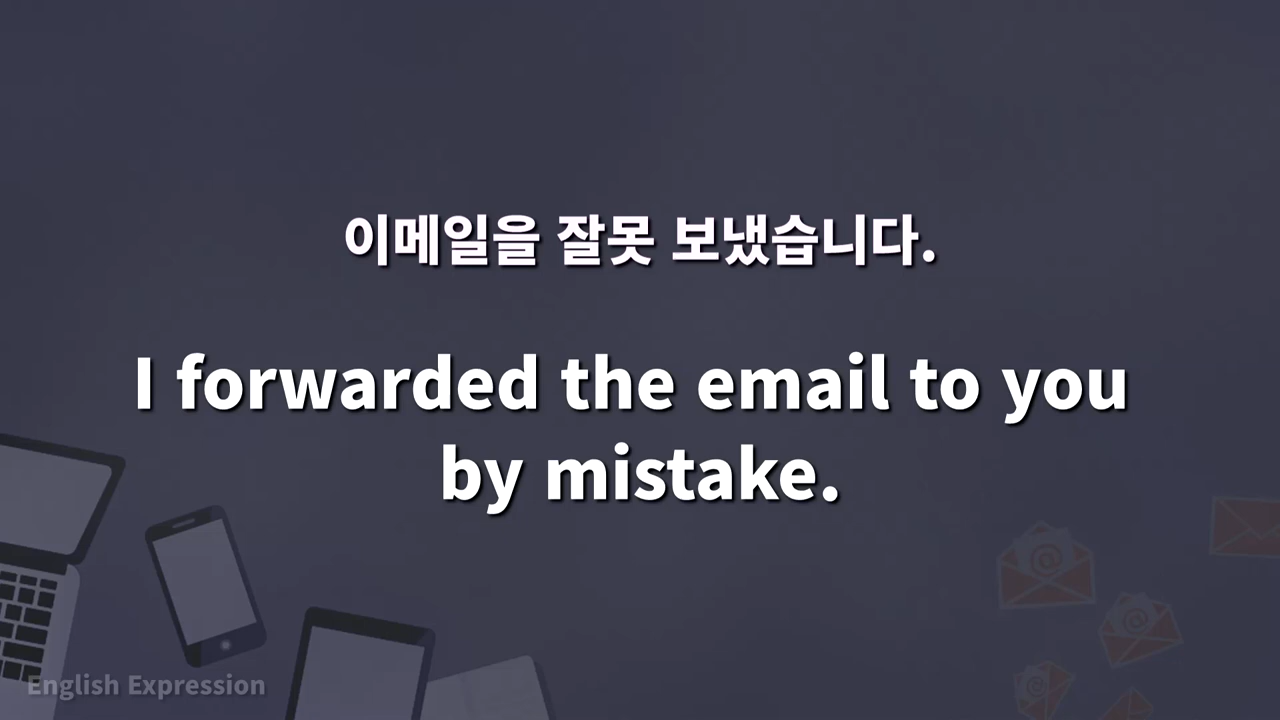 이메일을 잘못 보냈습니다.
I forwarded the email to you
by mistake.
English Expression